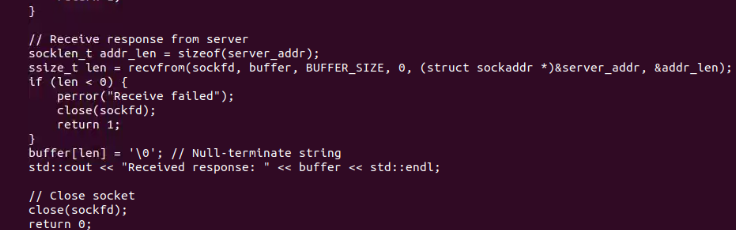 }
// Receive response from server
socklen_t addr_len = sizeof(server_addr);
ssize_t len = recvfrom(sockfd, buffer, BUFFER_SIZE, 0, (struct sockaddr *)&server_addr, &addr_len);
if (len < 0) {
    perror("Receive failed");
    close(sockfd);
    return 1;
}
buffer[len] = '\0'; // Null-terminate string
std::cout << "Received response: " << buffer << std::endl;
// Close socket
close(sockfd);
return 0;